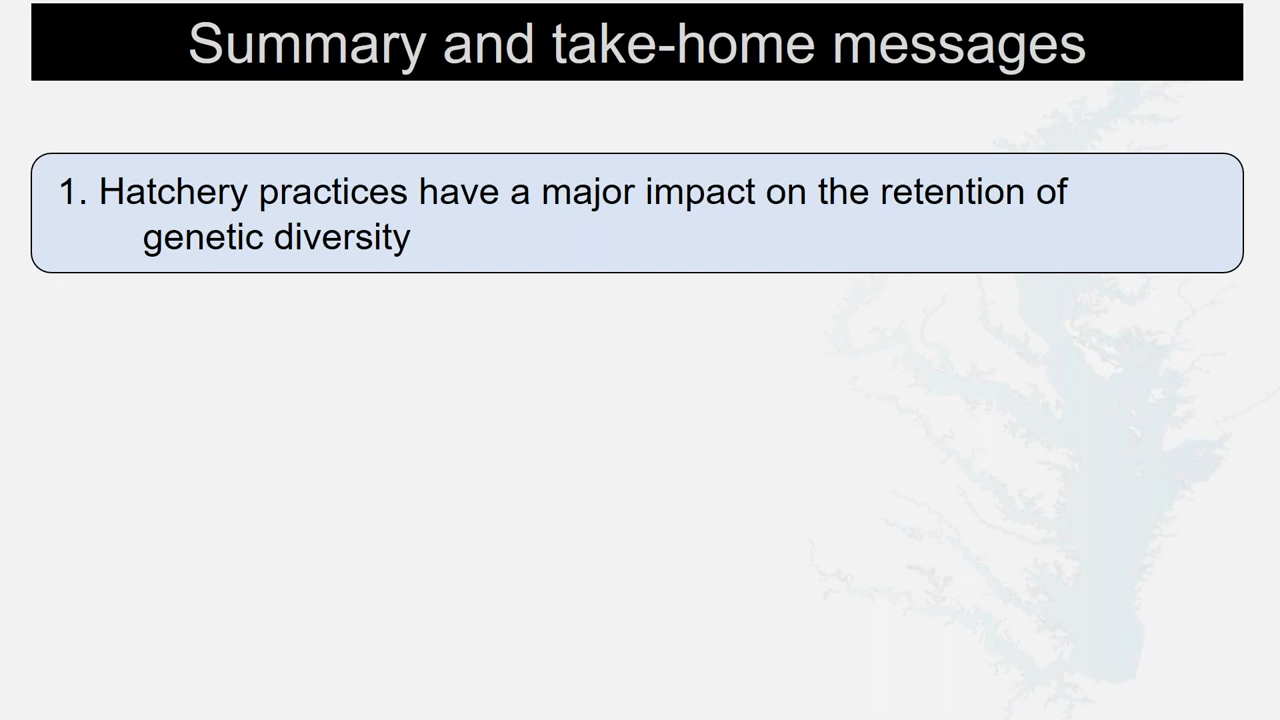 Summary and take-home messages
1. Hatchery practices have a major impact on the retention of
genetic diversity